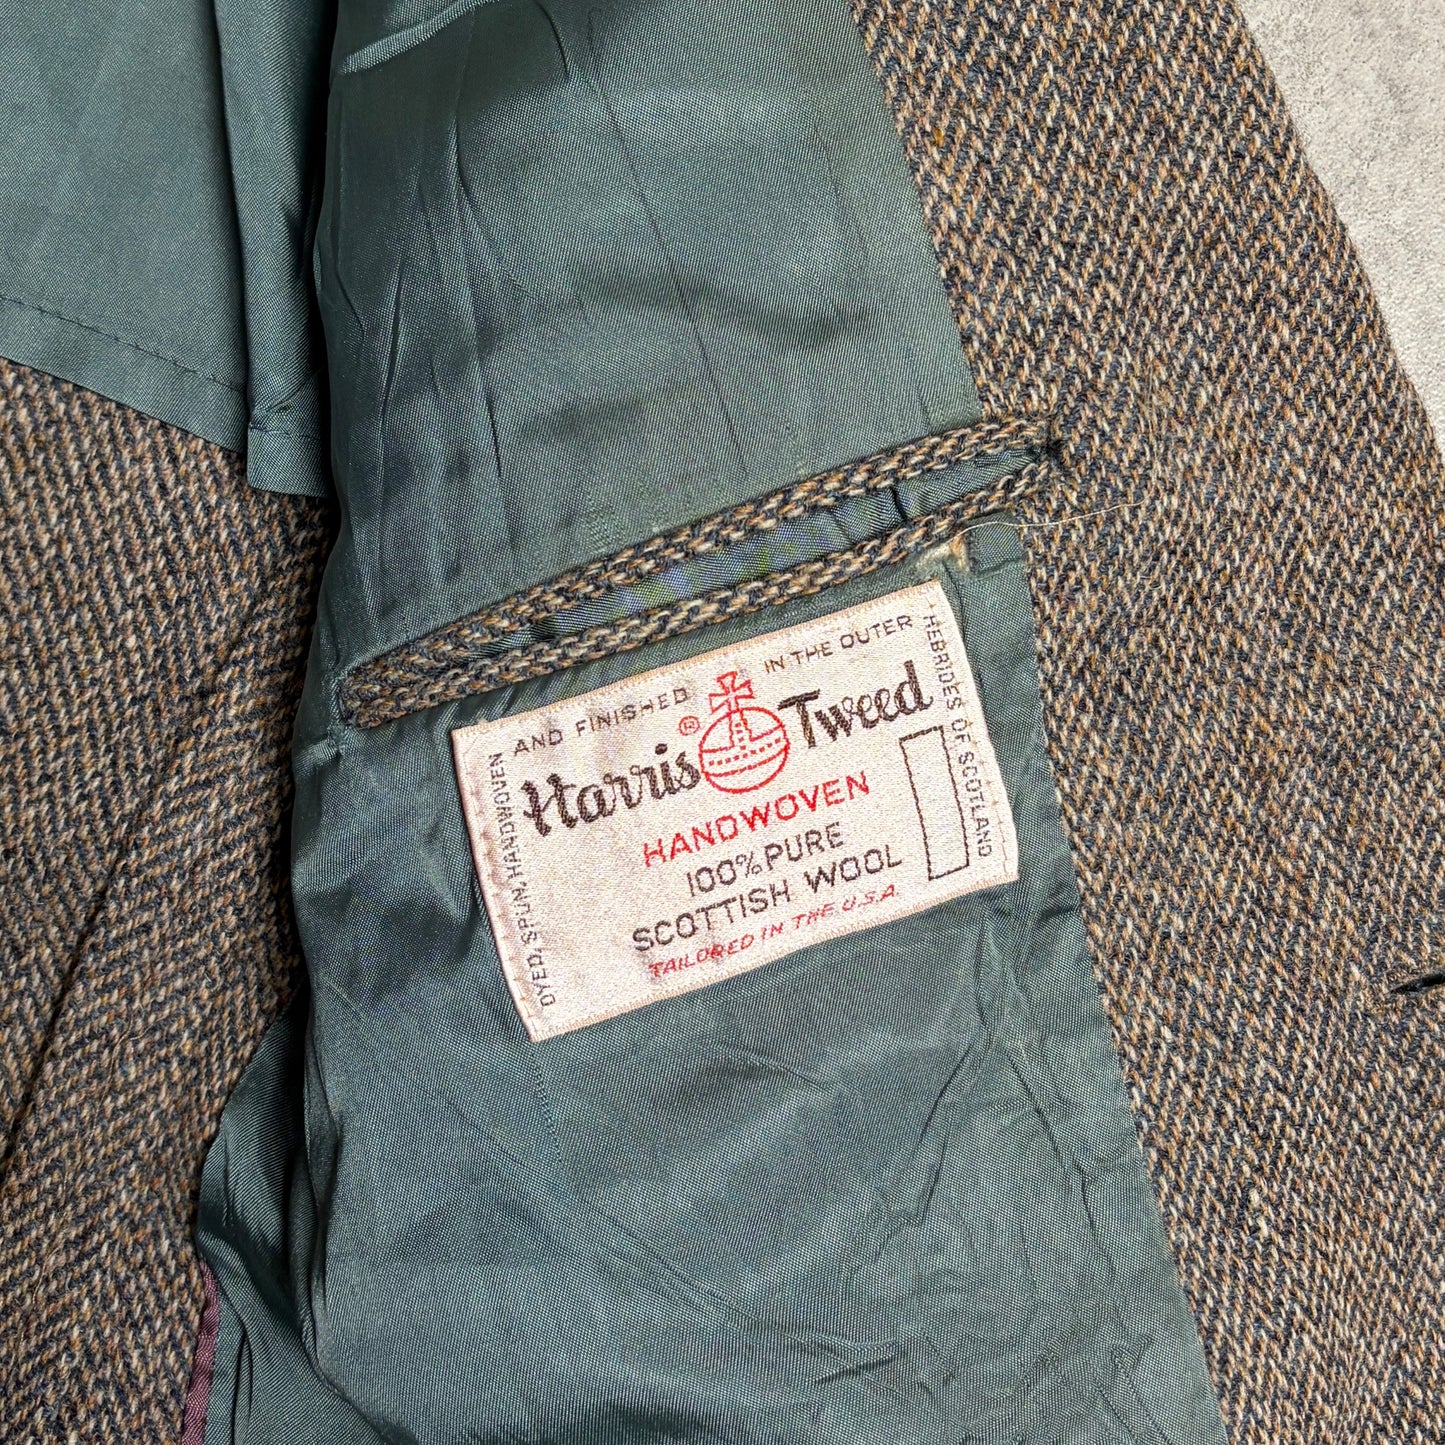 DYED, SPUN, HANDWOVEN
AND FINISHED IN THE OUTER
HEBRIDES OF SCOTLAND
Harris® Tweed
HANDWOVEN
100% PURE
SCOTTISH WOOL
TAILORED IN THE U.S.A.